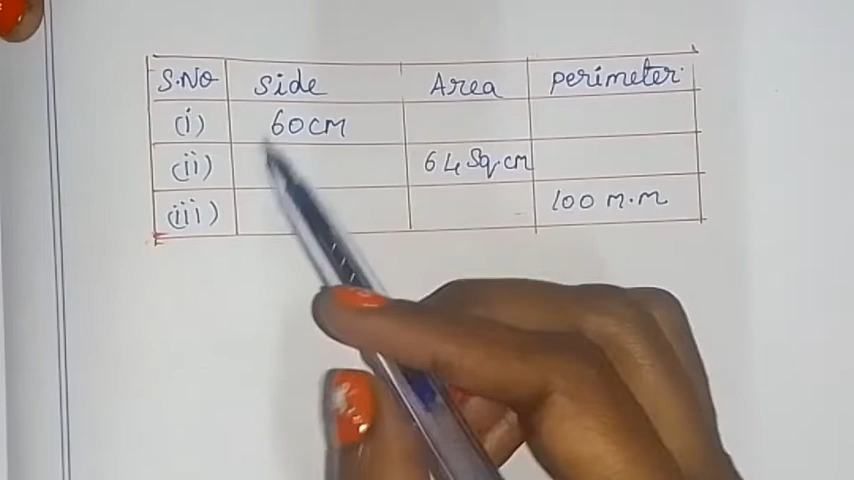 S.No Side Area perimeter.
(i) 60cm
(ii) 64 Sq.cm
(iii) 100 m.m